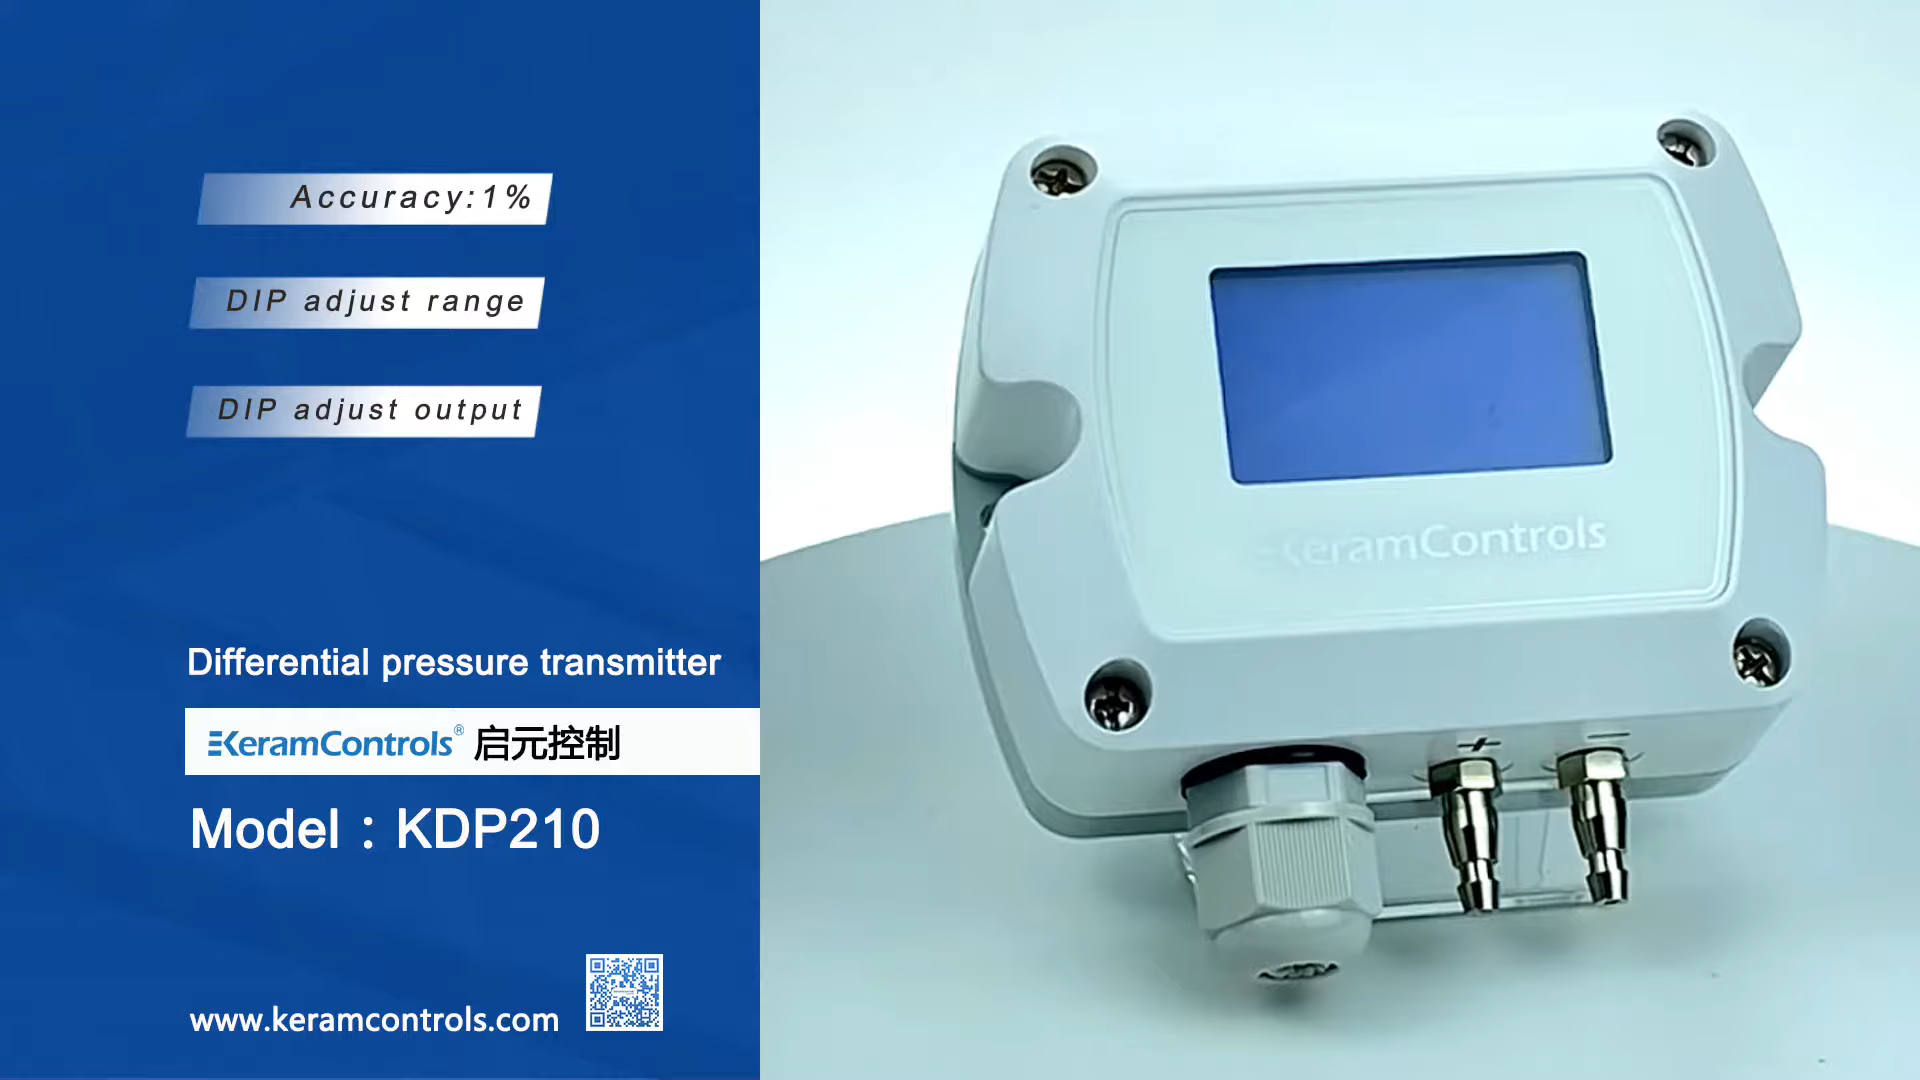 Accuracy:1%
DIP adjust range
DIP adjust output
Differential pressure transmitter
KeramControls® 启元控制
Model：KDP210
www.keramcontrols.com
KeramControls
+ −